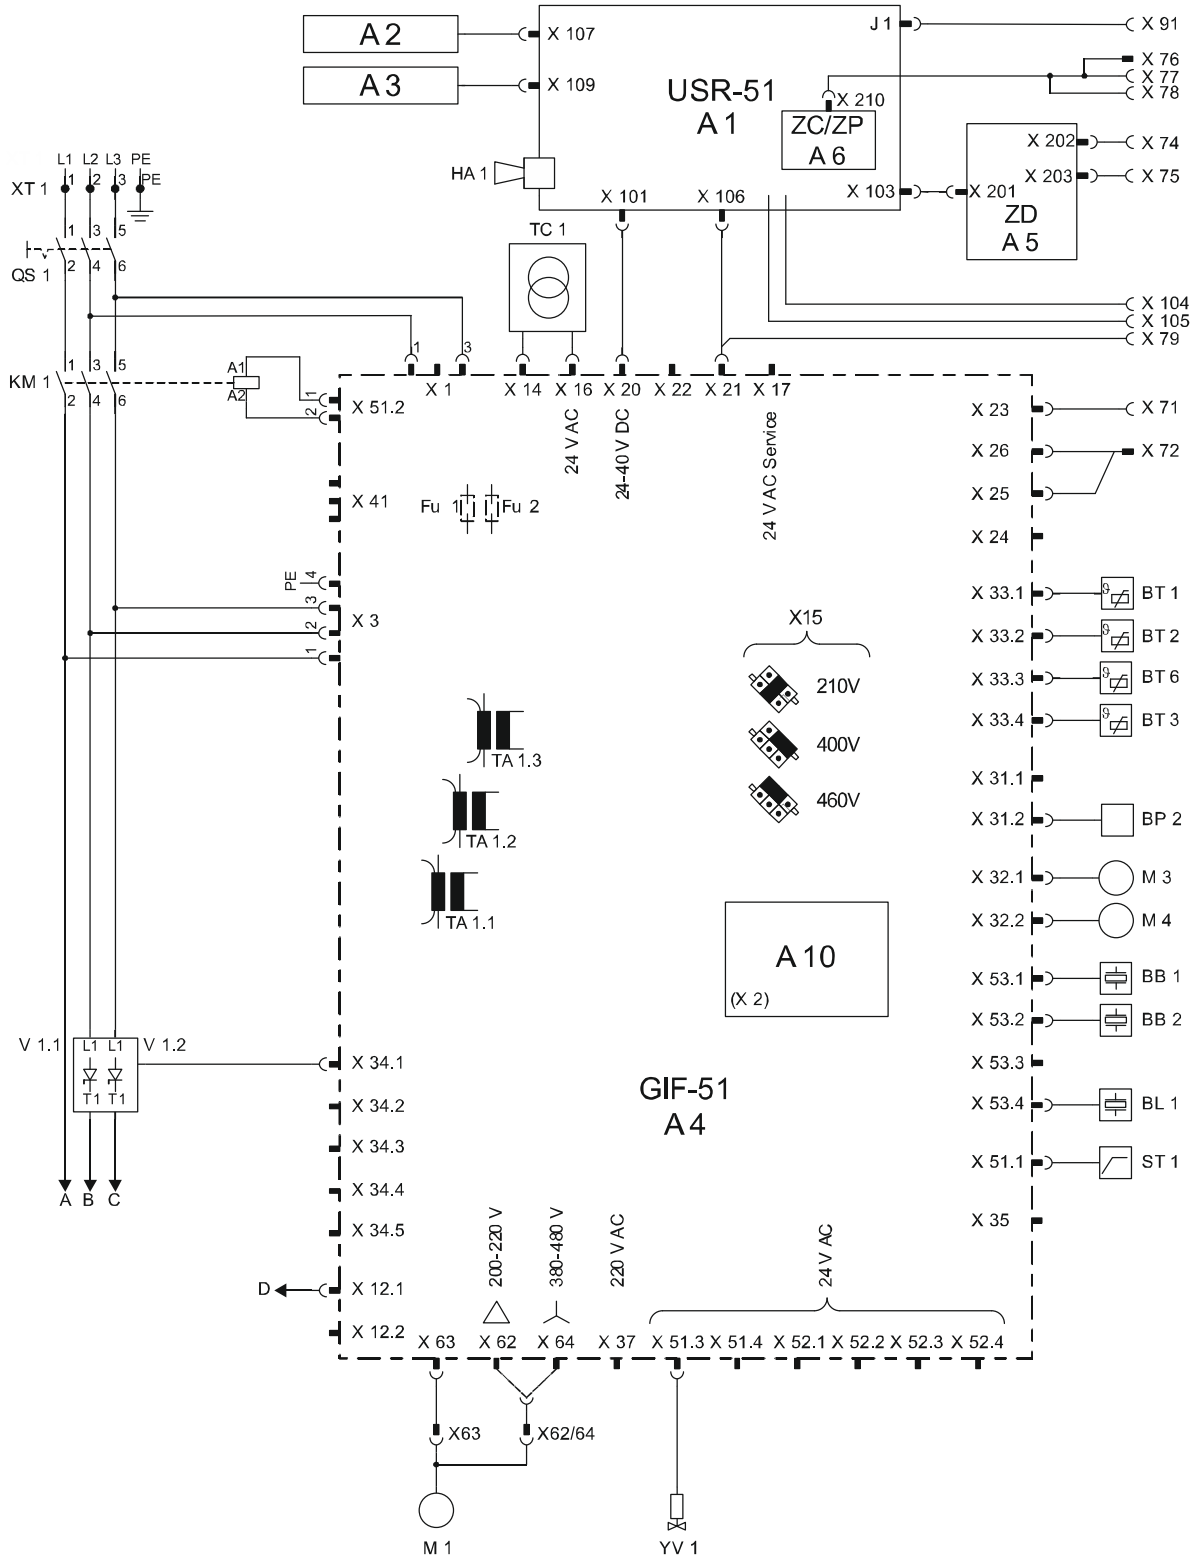 A 2
X 107
J 1
X 91
X 76
X 77
X 78
A 3
X 109
USR-51
A 1
X 210
ZC/ZP
A 6
HA 1
X 101
X 106
X 103
X 201
X 202
X 203
X 74
X 75
ZD
A 5
L1 L2 L3 PE
XT 1
1 2 3 PE
1 3 5
QS 1
2 4 6
TC 1
X 104
X 105
X 79
1
3
KM 1
1 3 5
2 4 6
A1
A2
1
2
X 51.2
X 1
X 14
X 16
X 20
X 22
X 21
X 17
24 V AC
24-40 V DC
24 V AC Service
X 23
X 71
X 26
X 72
X 25
X 24
X 41
Fu 1
Fu 2
PE
4
3
2
1
X 3
X 33.1
BT 1
X 33.2
BT 2
X 33.3
BT 6
X 33.4
BT 3
ϑ
ϑ
ϑ
ϑ
X15
210V
400V
460V
TA 1.3
TA 1.2
TA 1.1
X 31.1
X 31.2
BP 2
X 32.1
M 3
X 32.2
M 4
A 10
(X 2)
X 53.1
BB 1
X 53.2
BB 2
X 53.3
X 53.4
BL 1
X 51.1
ST 1
X 35
V 1.1
L1 L1
V 1.2
T1 T1
X 34.1
X 34.2
X 34.3
X 34.4
X 34.5
GIF-51
A 4
A B C
D
X 12.1
X 12.2
200-220 V
380-480 V
220 V AC
24 V AC
X 63
X 62
X 64
X 37
X 51.3
X 51.4
X 52.1
X 52.2
X 52.3
X 52.4
X63
X62/64
M 1
YV 1